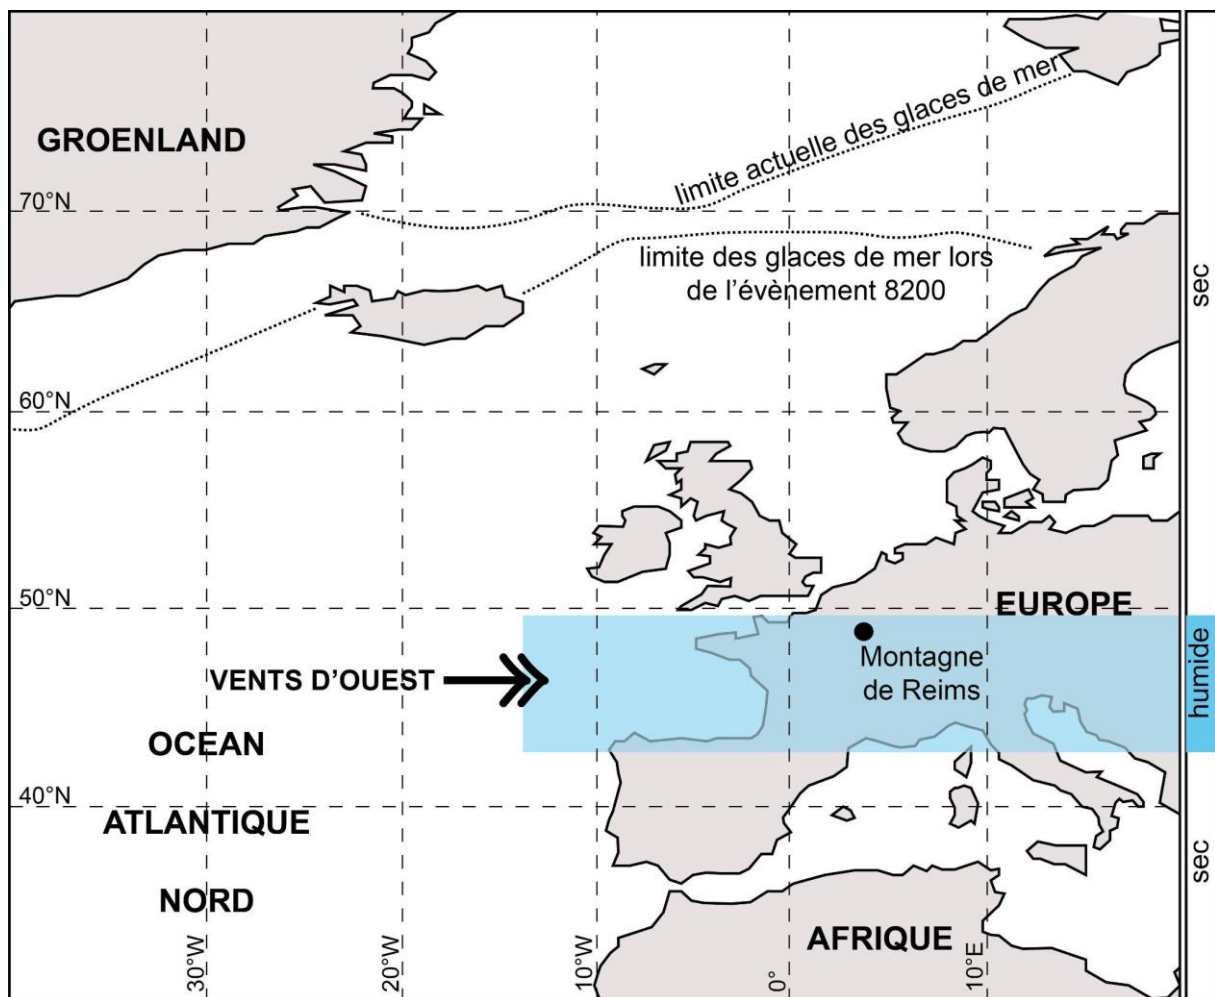 limite actuelle des glaces de mer
GROENLAND
70°N
limite des glaces de mer lors
de l'évènement 8200
sec
60°N
50°N
EUROPE
humide
Montagne
de Reims
VENTS D'OUEST
OCEAN
40°N
ATLANTIQUE
sec
NORD
AFRIQUE
30°W
20°W
10°W
0°
10°E